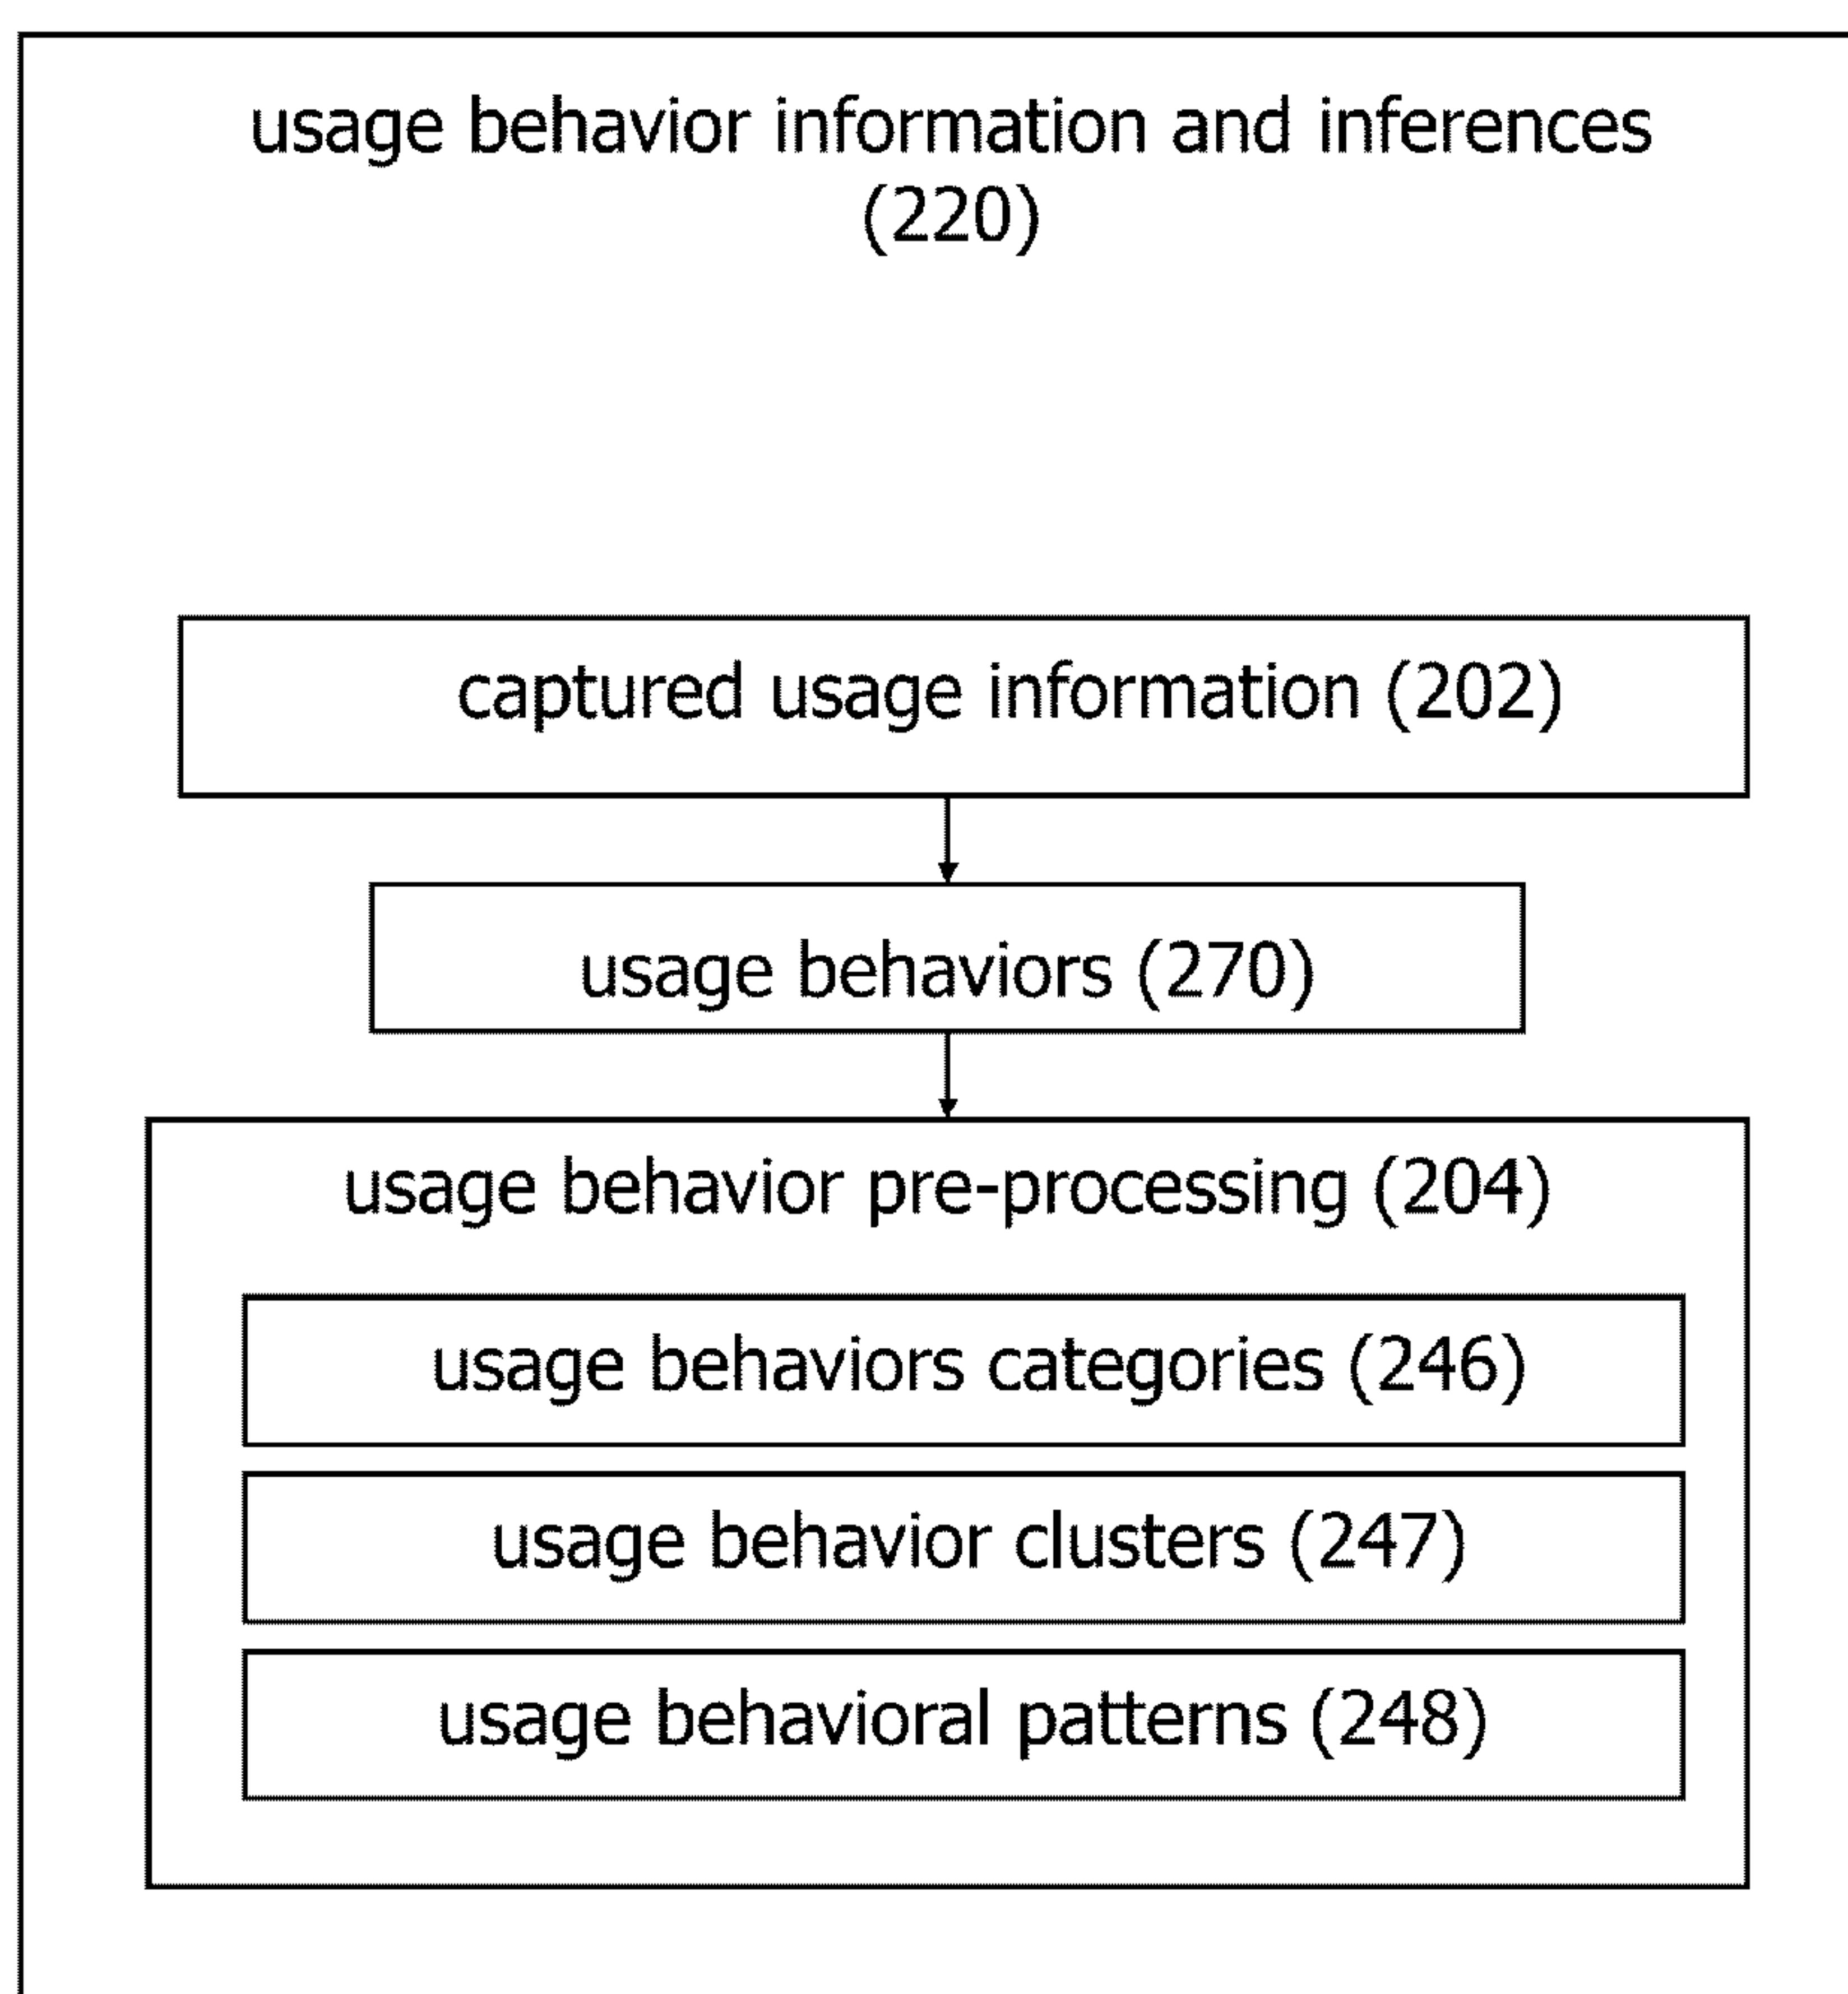 usage behavior information and inferences
(220)
captured usage information (202)
usage behaviors (270)
usage behavior pre-processing (204)
usage behaviors categories (246)
usage behavior clusters (247)
usage behavioral patterns (248)